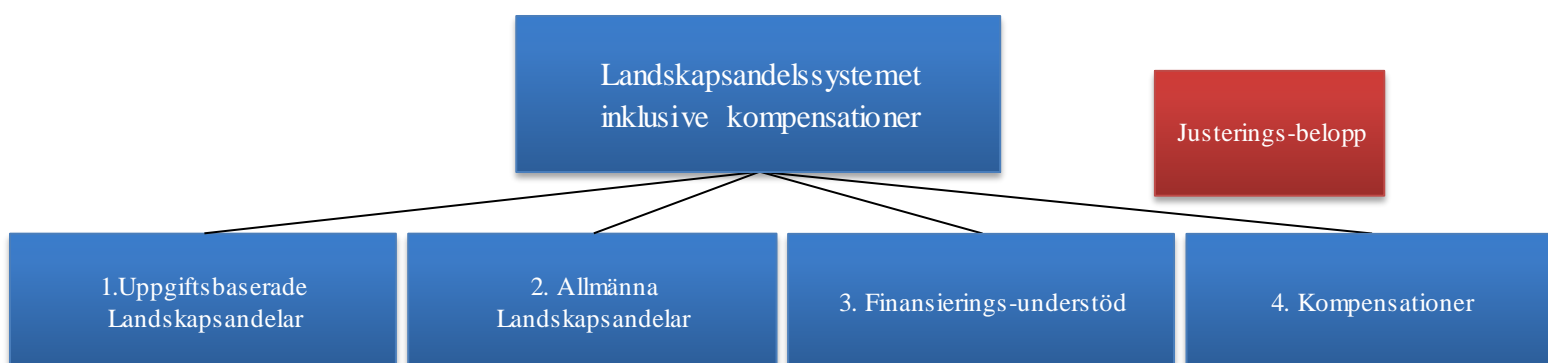 Landskapsandelssystemet
inklusive kompensationer
Justerings-belopp
1.Uppgiftsbaserade
Landskapsandelar
2. Allmänna
Landskapsandelar
3. Finansierings-understöd
4. Kompensationer